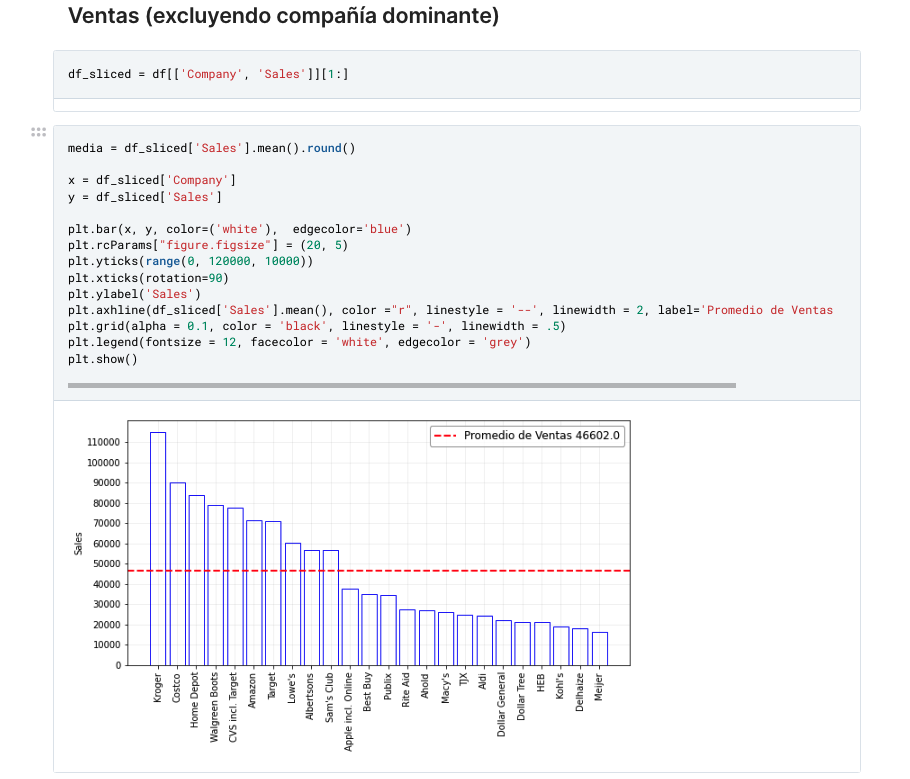 Ventas (excluyendo compañía dominante)
df_sliced = df[['Company', 'Sales']][1:]
media = df_sliced['Sales'].mean().round()
x = df_sliced['Company']
y = df_sliced['Sales']
plt.bar(x, y, color=('white'),  edgecolor='blue')
plt.rcParams["figure.figsize"] = (20, 5)
plt.yticks(range(0, 120000, 10000))
plt.xticks(rotation=90)
plt.ylabel('Sales')
plt.axhline(df_sliced['Sales'].mean(), color ="r", linestyle = '--', linewidth = 2, label='Promedio de Ventas
plt.grid(alpha = 0.1, color = 'black', linestyle = '-', linewidth = .5)
plt.legend(fontsize = 12, facecolor = 'white', edgecolor = 'grey')
plt.show()
Promedio de Ventas 46602.0
110000
100000
90000
80000
70000
60000
50000
40000
30000
20000
10000
0
Sales
Kroger
Costco
Home Depot
Walgreen Boots
CVS incl. Target
Amazon
Target
Lowe's
Albertsons
Sam's Club
Apple incl. Online
Best Buy
Publix
Rite Aid
Ahold
Macy's
TJX
Aldi
Dollar General
Dollar Tree
HEB
Kohl's
Delhaize
Meijer